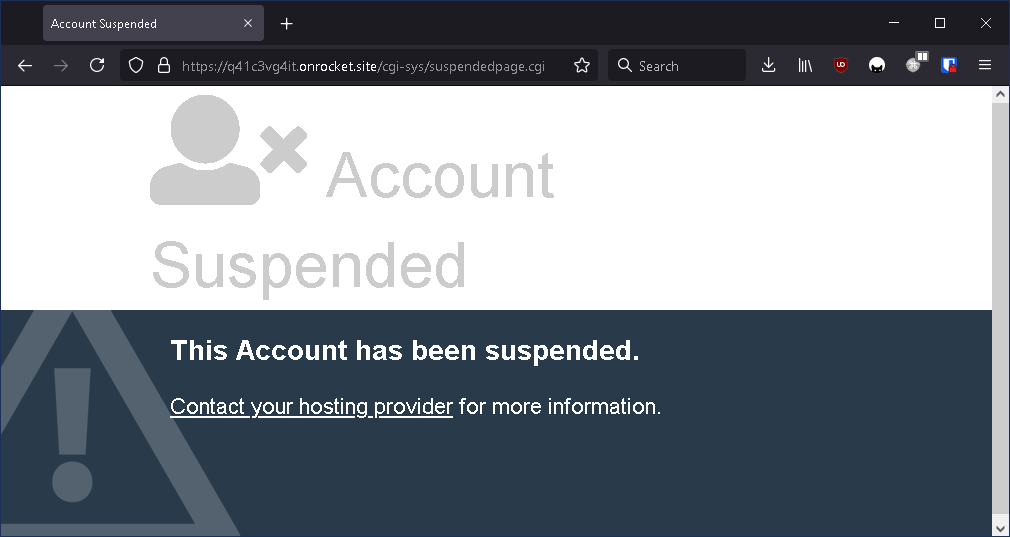 Account Suspended
https://q41c3vg4it.onrocket.site/cgi-sys/suspendedpage.cgi
Search
Account
Suspended
This Account has been suspended.
Contact your hosting provider for more information.